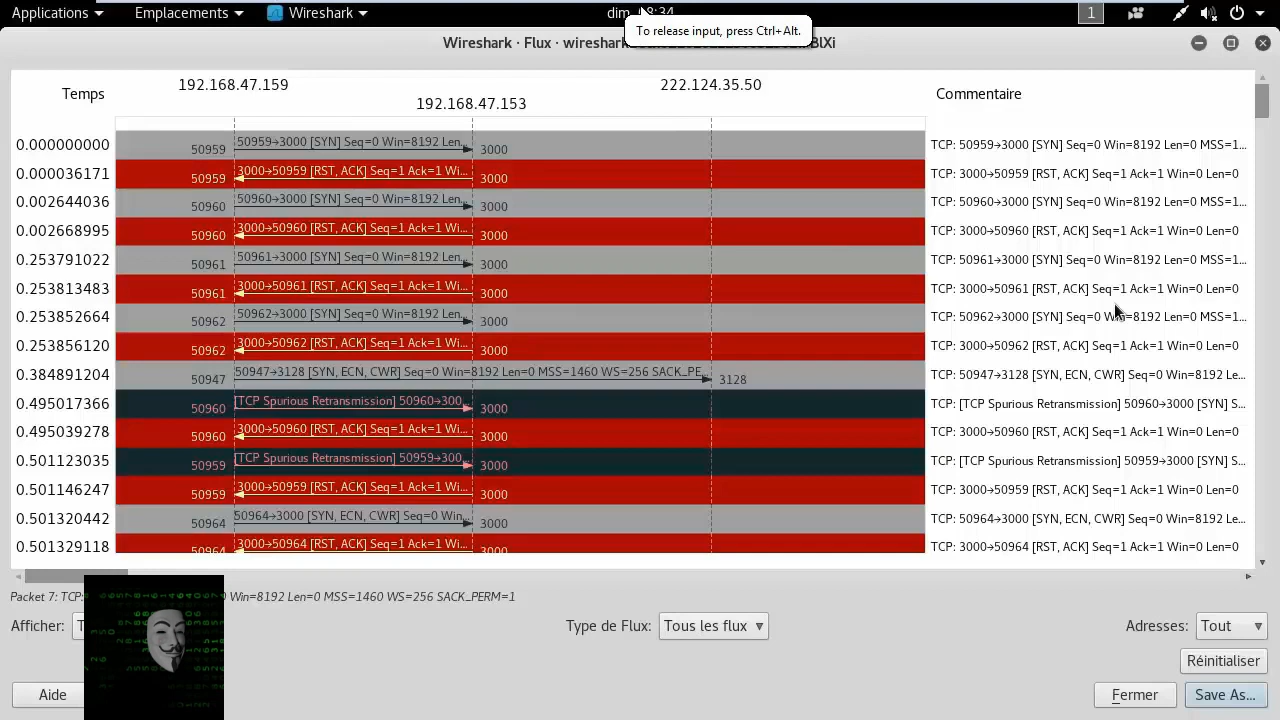 Applications Emplacements Wireshark dim 08:34 1
To release input, press Ctrl+Alt.
Wireshark · Flux · wireshark BlXi
192.168.47.159 222.124.35.50
Temps 192.168.47.153 Commentaire
0.000000000 50959 50959→3000 [SYN] Seq=0 Win=8192 Len... 3000 TCP: 50959→3000 [SYN] Seq=0 Win=8192 Len=0 MSS=1...
0.000036171 50959 3000→50959 [RST, ACK] Seq=1 Ack=1 Wi... 3000 TCP: 3000→50959 [RST, ACK] Seq=1 Ack=1 Win=0 Len=0
0.002644036 50960 50960→3000 [SYN] Seq=0 Win=8192 Len... 3000 TCP: 50960→3000 [SYN] Seq=0 Win=8192 Len=0 MSS=1...
0.002668995 50960 3000→50960 [RST, ACK] Seq=1 Ack=1 Wi... 3000 TCP: 3000→50960 [RST, ACK] Seq=1 Ack=1 Win=0 Len=0
0.253791022 50961 50961→3000 [SYN] Seq=0 Win=8192 Len... 3000 TCP: 50961→3000 [SYN] Seq=0 Win=8192 Len=0 MSS=1...
0.253813483 50961 3000→50961 [RST, ACK] Seq=1 Ack=1 Wi... 3000 TCP: 3000→50961 [RST, ACK] Seq=1 Ack=1 Win=0 Len=0
0.253852664 50962 50962→3000 [SYN] Seq=0 Win=8192 Len... 3000 TCP: 50962→3000 [SYN] Seq=0 Win=8192 Len=0 MSS=1...
0.253856120 50962 3000→50962 [RST, ACK] Seq=1 Ack=1 Wi... 3000 TCP: 3000→50962 [RST, ACK] Seq=1 Ack=1 Win=0 Len=0
0.384891204 50947 50947→3128 [SYN, ECN, CWR] Seq=0 Win=8192 Len=0 MSS=1460 WS=256 SACK_PE... 3128 TCP: 50947→3128 [SYN, ECN, CWR] Seq=0 Win=8192 Le...
0.495017366 50960 [TCP Spurious Retransmission] 50960→300... 3000 TCP: [TCP Spurious Retransmission] 50960→3000 [SYN] S...
0.495039278 50960 3000→50960 [RST, ACK] Seq=1 Ack=1 Wi... 3000 TCP: 3000→50960 [RST, ACK] Seq=1 Ack=1 Win=0 Len=0
0.501123035 50959 [TCP Spurious Retransmission] 50959→300... 3000 TCP: [TCP Spurious Retransmission] 50959→3000 [SYN] S...
0.501146247 50959 3000→50959 [RST, ACK] Seq=1 Ack=1 Wi... 3000 TCP: 3000→50959 [RST, ACK] Seq=1 Ack=1 Win=0 Len=0
0.501320442 50964 50964→3000 [SYN, ECN, CWR] Seq=0 Win... 3000 TCP: 50964→3000 [SYN, ECN, CWR] Seq=0 Win=8192 Le...
0.501329118 50964 3000→50964 [RST, ACK] Seq=1 Ack=1 Wi... 3000 TCP: 3000→50964 [RST, ACK] Seq=1 Ack=1 Win=0 Len=0
Packet 7: TCP: 0 Win=8192 Len=0 MSS=1460 WS=256 SACK_PERM=1
Afficher: T Type de Flux: Tous les flux Adresses: Tout
Réinitialiser
Aide Fermer Save As...